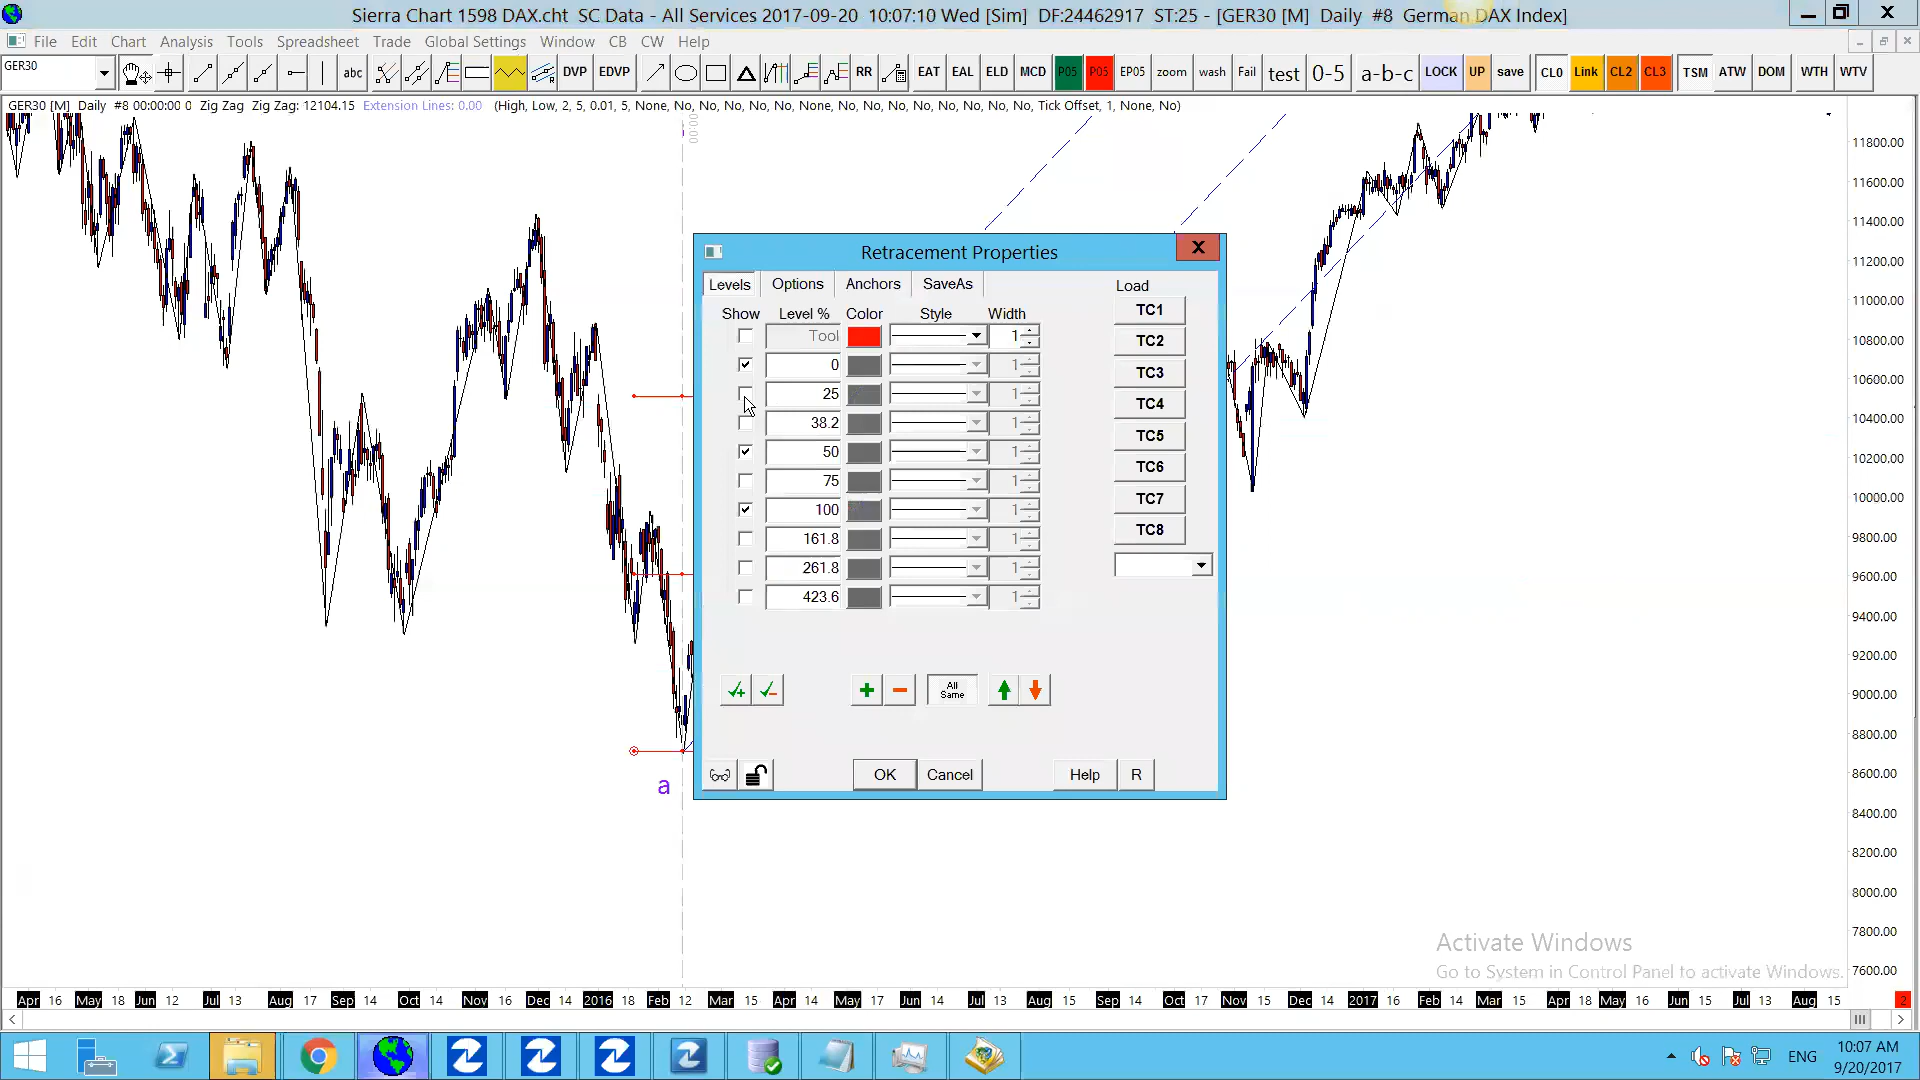 Sierra Chart 1598 DAX.cht SC Data - All Services 2017-09-20 10:07:10 Wed [Sim] DF:24462917 ST:25 - [GER30 [M] Daily #8 German DAX Index]
X
File Edit Chart Analysis Tools Spreadsheet Trade Global Settings Window CB CW Help
GER30 abc DVP EDVP RR EAT EAL ELD MCD P05 P05 EP05 zoom wash Fail test 0-5 a-b-c LOCK UP save CL0 Link CL2 CL3 TSM ATW DOM WTH WTV
GER30 [M] Daily #8 00:00:00 0 Zig Zag Zig Zag: 12104.15 Extension Lines: 0.00 (High, Low, 2, 5, 0.01, 5, None, No, No, No, No, No, None, No, No, No, No, No, No, No, No, Tick Offset, 1, None, No)
00:00
Retracement Properties X
Levels Options Anchors SaveAs Load
Show Level % Color Style Width
Tool 1
0 1
25 1
38.2 1
50 1
75 1
100 1
161.8 1
261.8 1
423.6 1
TC1
TC2
TC3
TC4
TC5
TC6
TC7
TC8
All
Same
OK Cancel Help R
a
11800.00
11600.00
11400.00
11200.00
11000.00
10800.00
10600.00
10400.00
10200.00
10000.00
9800.00
9600.00
9400.00
9200.00
9000.00
8800.00
8600.00
8400.00
8200.00
8000.00
7800.00
7600.00
Activate Windows
Go to System in Control Panel to activate Windows.
Apr 16 May 18 Jun 12 Jul 13 Aug 17 Sep 14 Oct 14 Nov 16 Dec 14 2016 18 Feb 12 Mar 15 Apr 14 May 17 Jun 14 Jul 14 Aug 15 Sep 15 Oct 17 Nov 15 Dec 14 2017 16 Feb 14 Mar 15 Apr 18 May 16 Jun 15 Jul 13 Aug 15 2
ENG
10:07 AM
9/20/2017